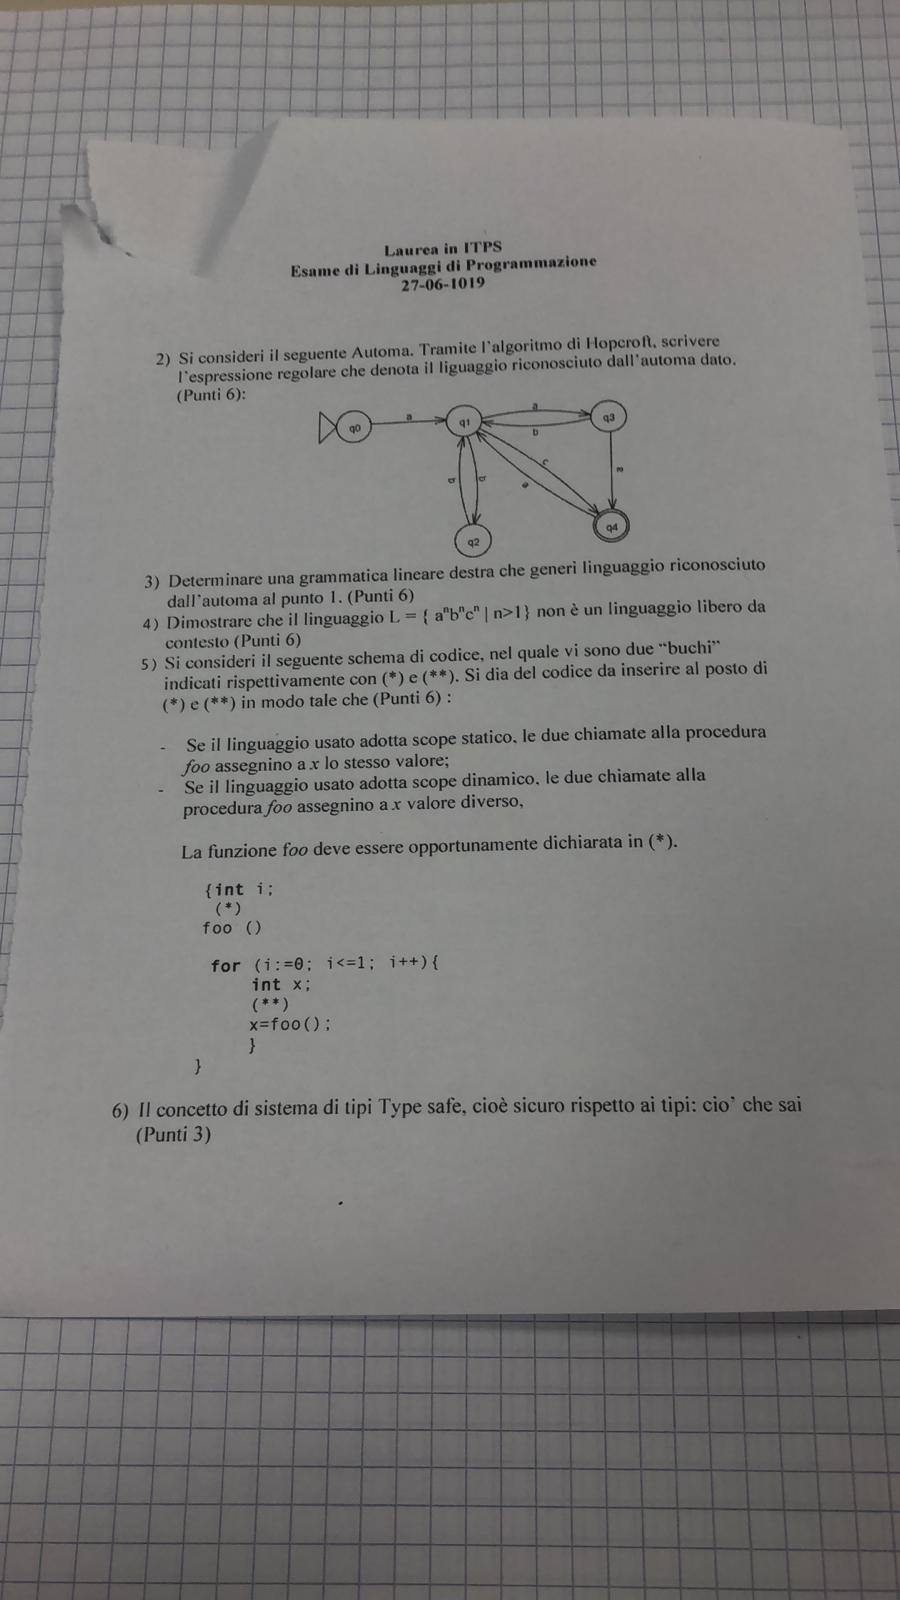 Laurea in ITPS
Esame di Linguaggi di Programmazione
27-06-1019
2) Si consideri il seguente Automa. Tramite l'algoritmo di Hopcroft, scrivere
l'espressione regolare che denota il liguaggio riconosciuto dall'automa dato.
(Punti 6):
q0 a q1 a q3
b
c
q2
q4
3) Determinare una grammatica lineare destra che generi linguaggio riconosciuto
dall'automa al punto 1. (Punti 6)
4) Dimostrare che il linguaggio L = { aⁿbⁿcⁿ | n>1} non è un linguaggio libero da
contesto (Punti 6)
5) Si consideri il seguente schema di codice, nel quale vi sono due “buchi”
indicati rispettivamente con (*) e (**). Si dia del codice da inserire al posto di
(*) e (**) in modo tale che (Punti 6) :
- Se il linguaggio usato adotta scope statico, le due chiamate alla procedura
foo assegnino a x lo stesso valore;
- Se il linguaggio usato adotta scope dinamico, le due chiamate alla
procedura foo assegnino a x valore diverso,
La funzione foo deve essere opportunamente dichiarata in (*).
{int i;
(*)
foo ()
for (i:=0; i<=1; i++){
int x;
(**)
x=foo();
}
}
6) Il concetto di sistema di tipi Type safe, cioè sicuro rispetto ai tipi: cio’ che sai
(Punti 3)